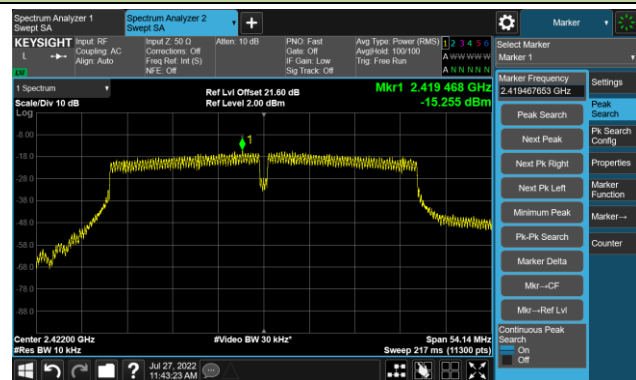 Spectrum Analyzer 1
Swept SA
Spectrum Analyzer 2
Swept SA
+
Marker
KEYSIGHT
L
LW
Input: RF
Coupling: AC
Align: Auto
Input Z: 50 Ω
Corrections: Off
Freq Ref: Int (S)
NFE: Off
Atten: 10 dB
PNO: Fast
Gate: Off
IF Gain: Low
Sig Track: Off
Avg Type: Power (RMS)
Avg|Hold: 100/100
Trig: Free Run
1 2 3 4 5 6
A W W W W W
A N N N N N
Select Marker
Marker 1
1 Spectrum
Scale/Div 10 dB
Log
Ref Lvl Offset 21.60 dB
Ref Level 2.00 dBm
Mkr1 2.419 468 GHz
-15.255 dBm
1
-8.00
-18.0
-28.0
-38.0
-48.0
-58.0
-68.0
-78.0
-88.0
Center 2.42200 GHz
#Res BW 10 kHz
#Video BW 30 kHz*
Span 54.14 MHz
Sweep 217 ms (11300 pts)
Marker Frequency
2.419467653 GHz
Peak Search
Next Peak
Next Pk Right
Next Pk Left
Minimum Peak
Pk-Pk Search
Marker Delta
Mkr→CF
Mkr→Ref Lvl
Continuous Peak
Search
On
Off
Settings
Peak
Search
Pk Search
Config
Properties
Marker
Function
Marker→
Counter
?
Jul 27, 2022
11:43:23 AM